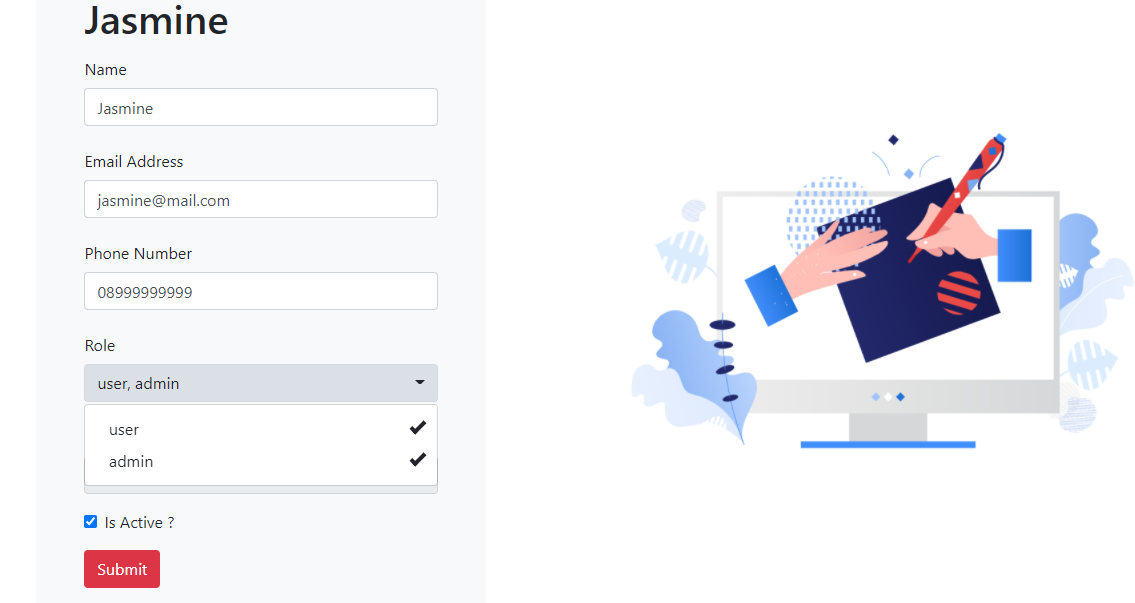 Jasmine
Name
Jasmine
Email Address
jasmine@mail.com
Phone Number
08999999999
Role
user, admin
user
admin
Is Active ?
Submit